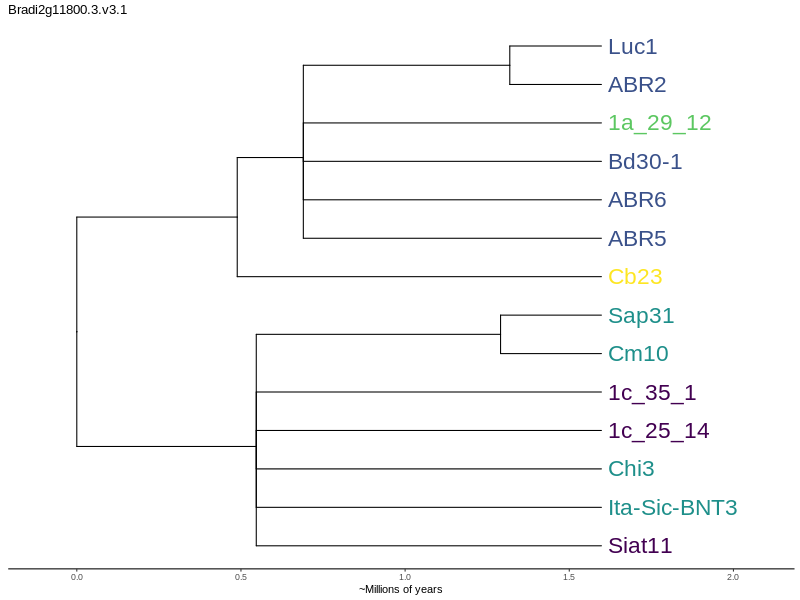 Bradi2g11800.3.v3.1
Luc1
ABR2
1a_29_12
Bd30-1
ABR6
ABR5
Cb23
Sap31
Cm10
1c_35_1
1c_25_14
Chi3
Ita-Sic-BNT3
Siat11
0.0 0.5 1.0 1.5 2.0
~Millions of years